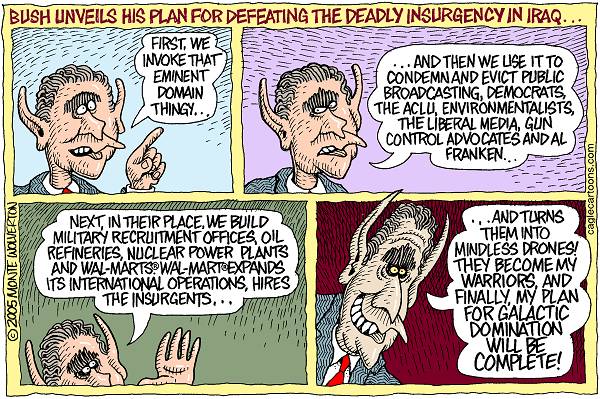 BUSH UNVEILS HIS PLAN FOR DEFEATING THE DEADLY INSURGENCY IN IRAQ...
FIRST, WE
INVOKE THAT
EMINENT
DOMAIN
THINGY...
...AND THEN WE USE IT TO
CONDEMN AND EVICT PUBLIC
BROADCASTING, DEMOCRATS,
THE ACLU, ENVIRONMENTALISTS,
THE LIBERAL MEDIA, GUN
CONTROL ADVOCATES AND AL
FRANKEN...
NEXT, IN THEIR PLACE, WE BUILD
MILITARY RECRUITMENT OFFICES, OIL
REFINERIES, NUCLEAR POWER PLANTS
AND WAL-MARTS® WAL-MART® EXPANDS
ITS INTERNATIONAL OPERATIONS, HIRES
THE INSURGENTS...
...AND TURNS
THEM INTO
MINDLESS DRONES!
THEY BECOME MY
WARRIORS, AND
FINALLY, MY PLAN
FOR GALACTIC
DOMINATION
WILL BE
COMPLETE!
© 2005 MONTE WOLVERTON
caglecartoons.com